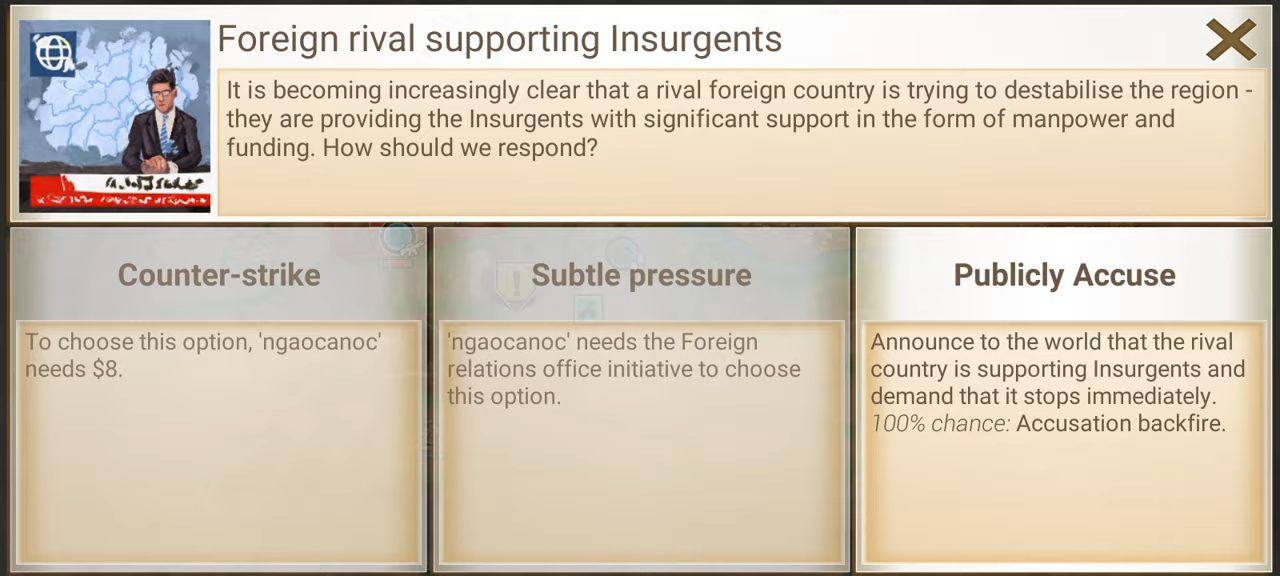 Foreign rival supporting Insurgents
It is becoming increasingly clear that a rival foreign country is trying to destabilise the region -
they are providing the Insurgents with significant support in the form of manpower and
funding. How should we respond?
Counter-strike
To choose this option, 'ngaocanoc'
needs $8.
Subtle pressure
'ngaocanoc' needs the Foreign
relations office initiative to choose
this option.
Publicly Accuse
Announce to the world that the rival
country is supporting Insurgents and
demand that it stops immediately.
100% chance: Accusation backfire.